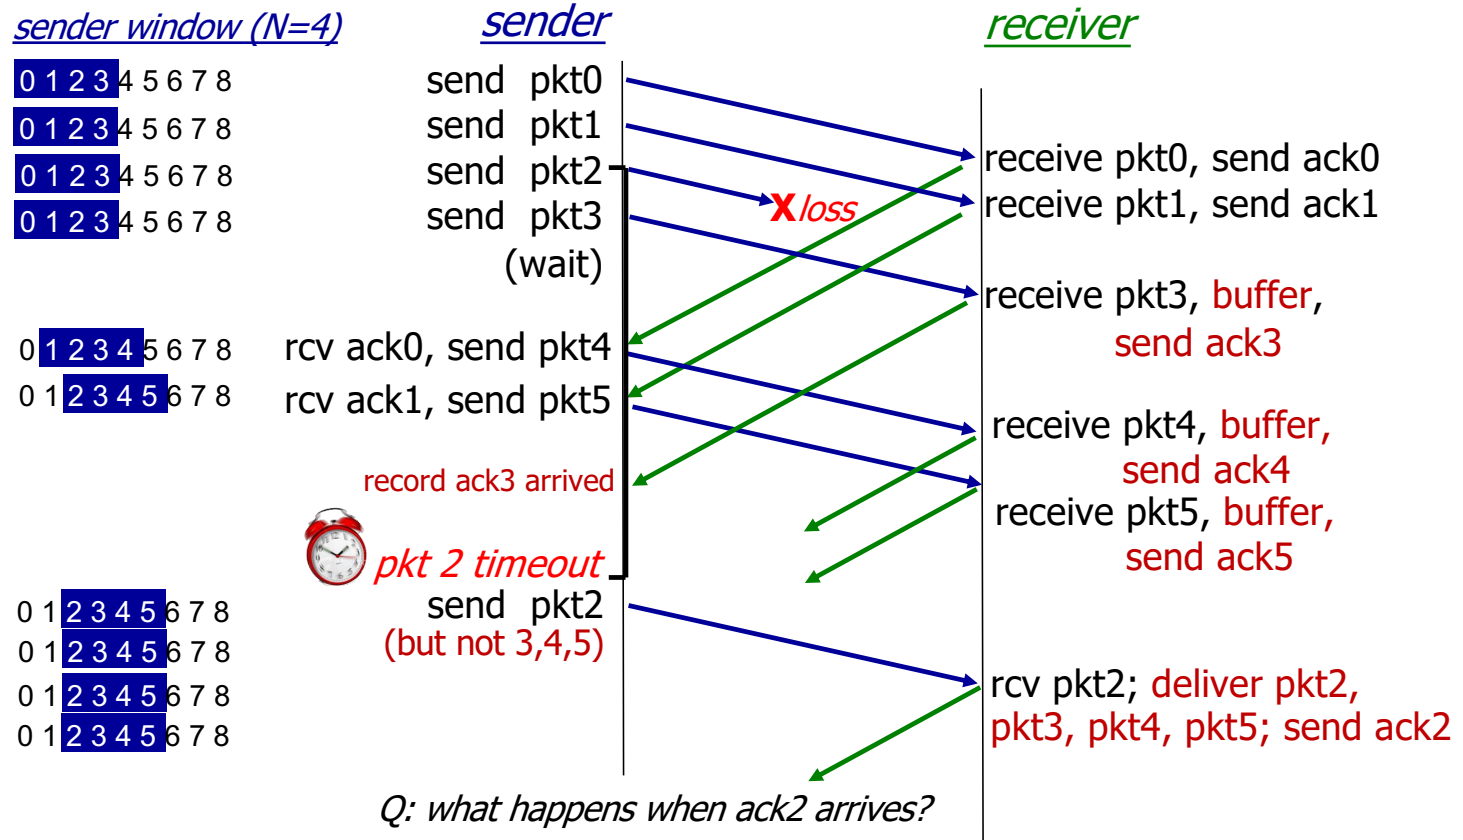 sender window (N=4)
sender
receiver
0 1 2 3 4 5 6 7 8
send pkt0
0 1 2 3 4 5 6 7 8
send pkt1
0 1 2 3 4 5 6 7 8
send pkt2
0 1 2 3 4 5 6 7 8
send pkt3
(wait)
X loss
receive pkt0, send ack0
receive pkt1, send ack1
receive pkt3, buffer,
send ack3
0 1 2 3 4 5 6 7 8
rcv ack0, send pkt4
0 1 2 3 4 5 6 7 8
rcv ack1, send pkt5
record ack3 arrived
receive pkt4, buffer,
send ack4
receive pkt5, buffer,
send ack5
pkt 2 timeout
0 1 2 3 4 5 6 7 8
send pkt2
0 1 2 3 4 5 6 7 8
(but not 3,4,5)
0 1 2 3 4 5 6 7 8
0 1 2 3 4 5 6 7 8
rcv pkt2; deliver pkt2,
pkt3, pkt4, pkt5; send ack2
Q: what happens when ack2 arrives?